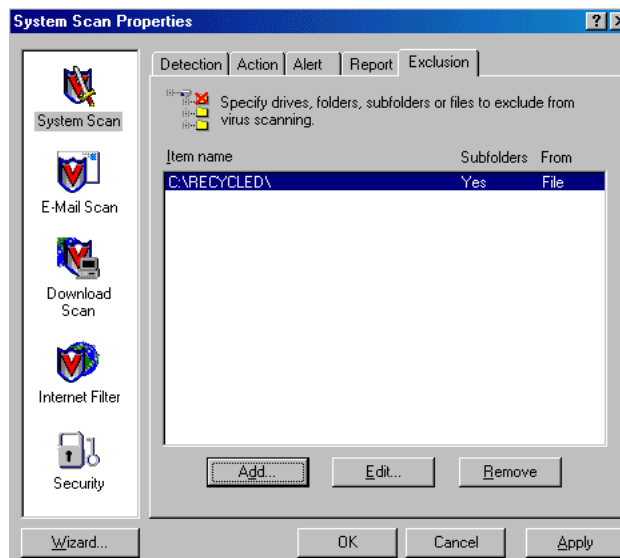 System Scan Properties
Detection Action Alert Report Exclusion
Specify drives, folders, subfolders or files to exclude from
virus scanning.
Item name Subfolders From
C:\RECYCLED\ Yes File
System Scan
E-Mail Scan
Download
Scan
Internet Filter
Security
Add... Edit... Remove
Wizard... OK Cancel Apply